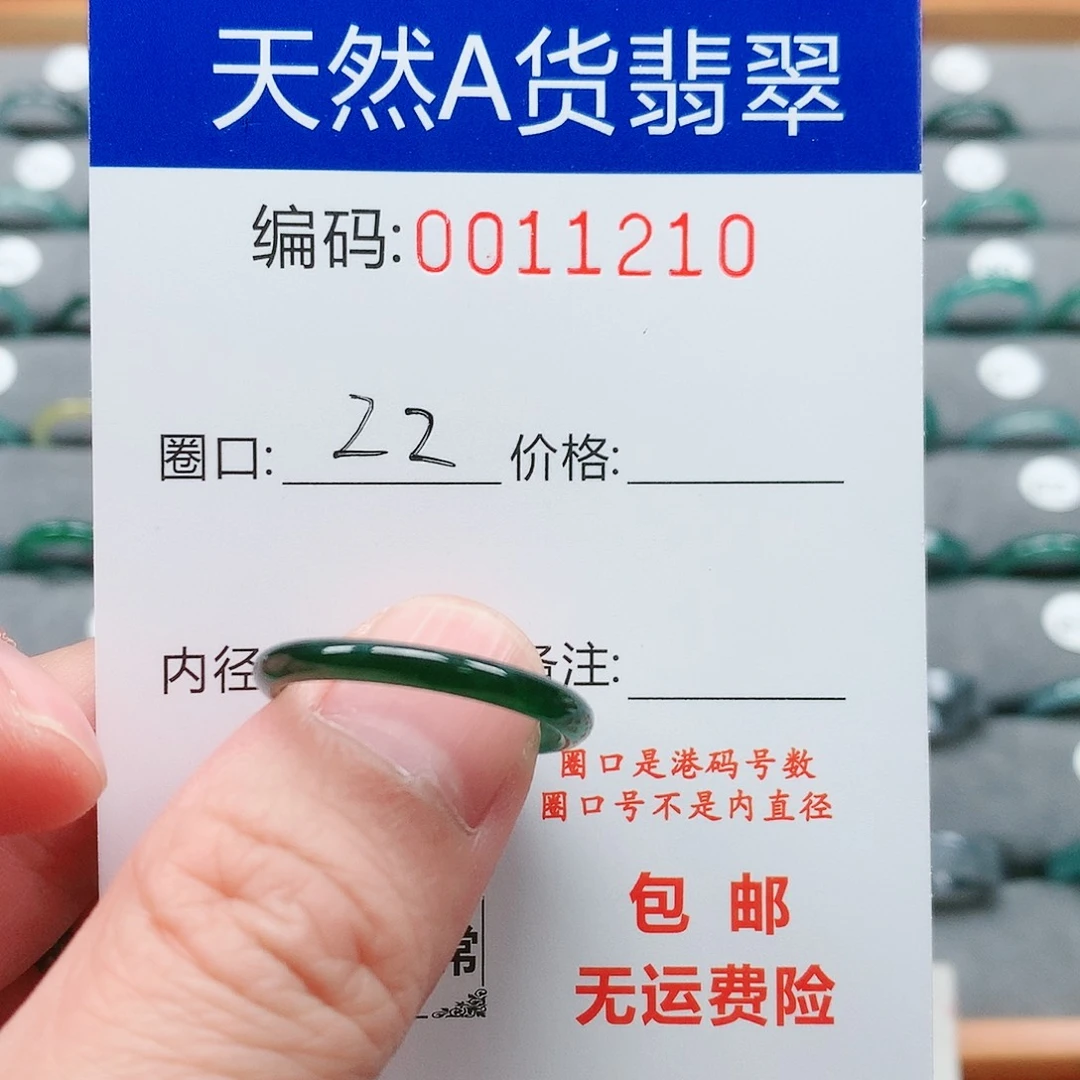 天然A货翡翠
编码:0011210
圈口: 22 价格:
内径 备注:
圈口是港码号数
圈口号不是内直径
包邮
常
无运费险